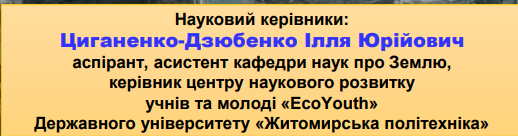 Науковий керівники:
Циганенко-Дзюбенко Ілля Юрійович
аспірант, асистент кафедри наук про Землю,
керівник центру наукового розвитку
учнів та молоді «EcoYouth»
Державного університету «Житомирська політехніка»